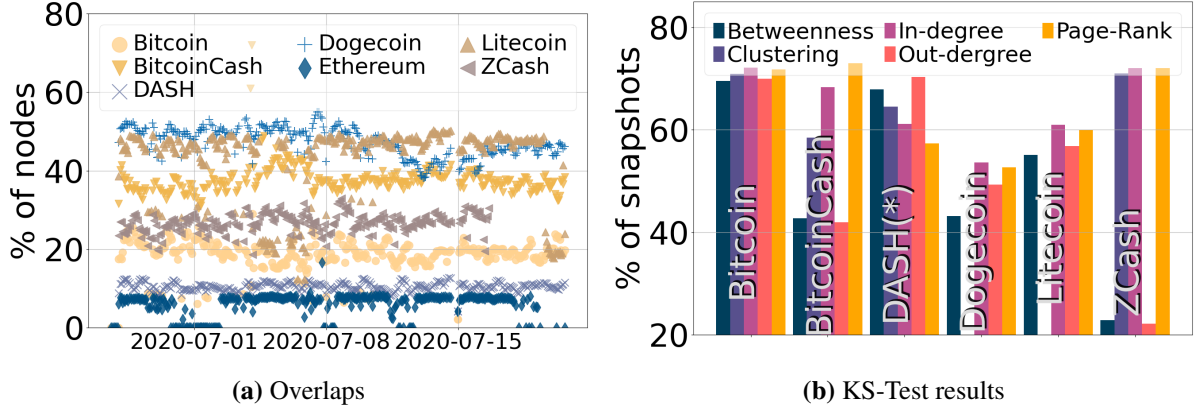 % of nodes
80
60
40
20
0
Bitcoin
BitcoinCash
DASH
Dogecoin
Ethereum
Litecoin
ZCash
2020-07-01 2020-07-08 2020-07-15
(a) Overlaps
% of snapshots
80
60
40
20
Betweenness
Clustering
In-degree
Out-dergree
Page-Rank
Bitcoin
BitcoinCash
DASH(*)
Dogecoin
Litecoin
ZCash
(b) KS-Test results